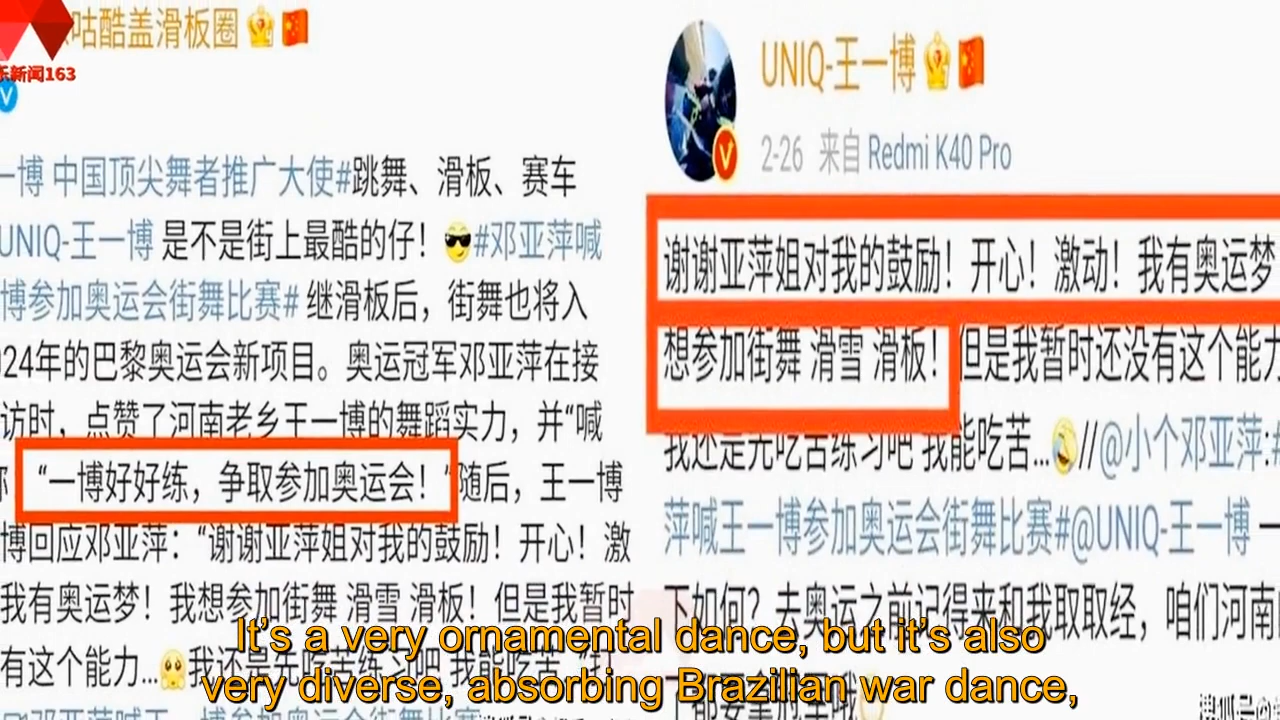 咕酷盖滑板圈
乐新闻163
一博 中国顶尖舞者推广大使#跳舞、滑板、赛车
UNIQ-王一博 是不是街上最酷的仔！#邓亚萍喊
博参加奥运会街舞比赛# 继滑板后，街舞也将入
024年的巴黎奥运会新项目。奥运冠军邓亚萍在接
访时，点赞了河南老乡王一博的舞蹈实力，并“喊
“一博好好练，争取参加奥运会！”随后，王一博
博回应邓亚萍：“谢谢亚萍姐对我的鼓励！开心！激
我有奥运梦！我想参加街舞 滑雪 滑板！但是我暂时
有这个能力...我还是先吃苦练习吧 我能吃苦
UNIQ-王一博
2-26 来自 Redmi K40 Pro
谢谢亚萍姐对我的鼓励！开心！激动！我有奥运梦
想参加街舞 滑雪 滑板！但是我暂时还没有这个能力
我还是先吃苦练习吧 我能吃苦...//@小个邓亚萍:#
萍喊王一博参加奥运会街舞比赛#@UNIQ-王一博 一
下如何？去奥运之前记得来和我取取经，咱们河南
It's a very ornamental dance, but it's also
very diverse, absorbing Brazilian war dance,